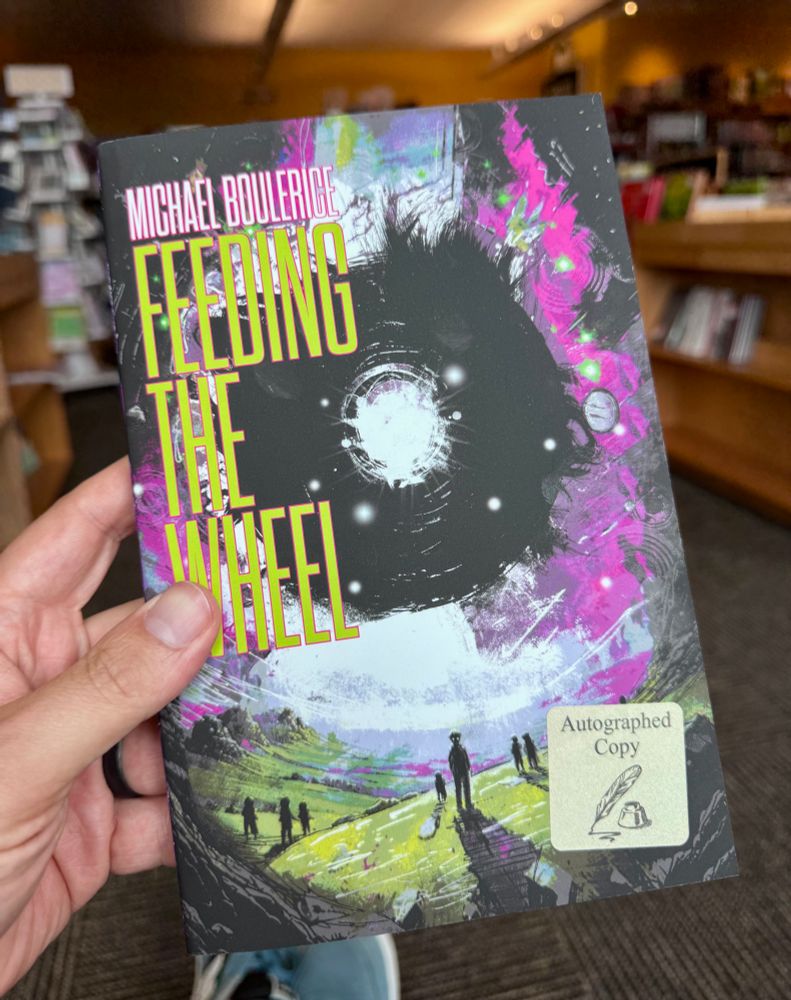 MICHAEL BOULERICE
FEEDING
THE
WHEEL
Autographed
Copy